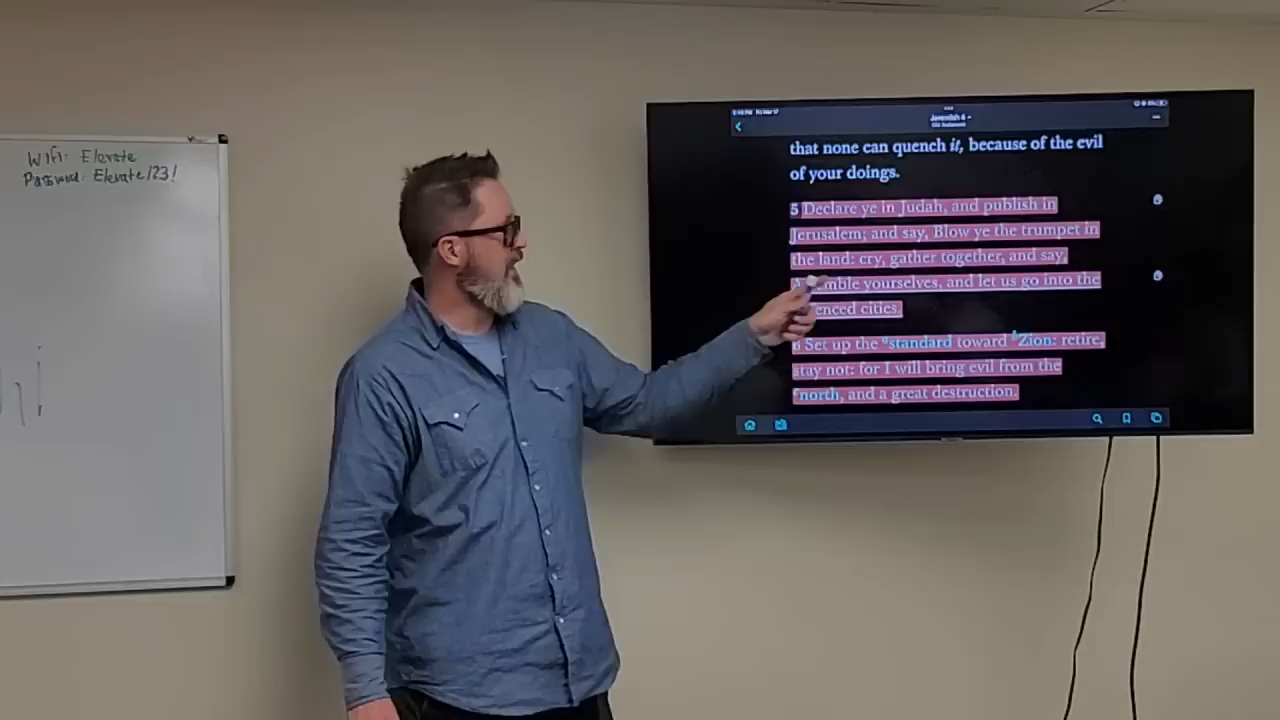 Wifi: Elevate
Password: Elevate123!
Jeremiah 4
that none can quench it, because of the evil
of your doings.
5 Declare ye in Judah, and publish in
Jerusalem; and say, Blow ye the trumpet in
the land: cry, gather together, and say,
yourselves, and let us go into the
cities.
6 Set up the a standard toward b Zion: retire,
stay not: for I will bring evil from the
c north, and a great destruction.